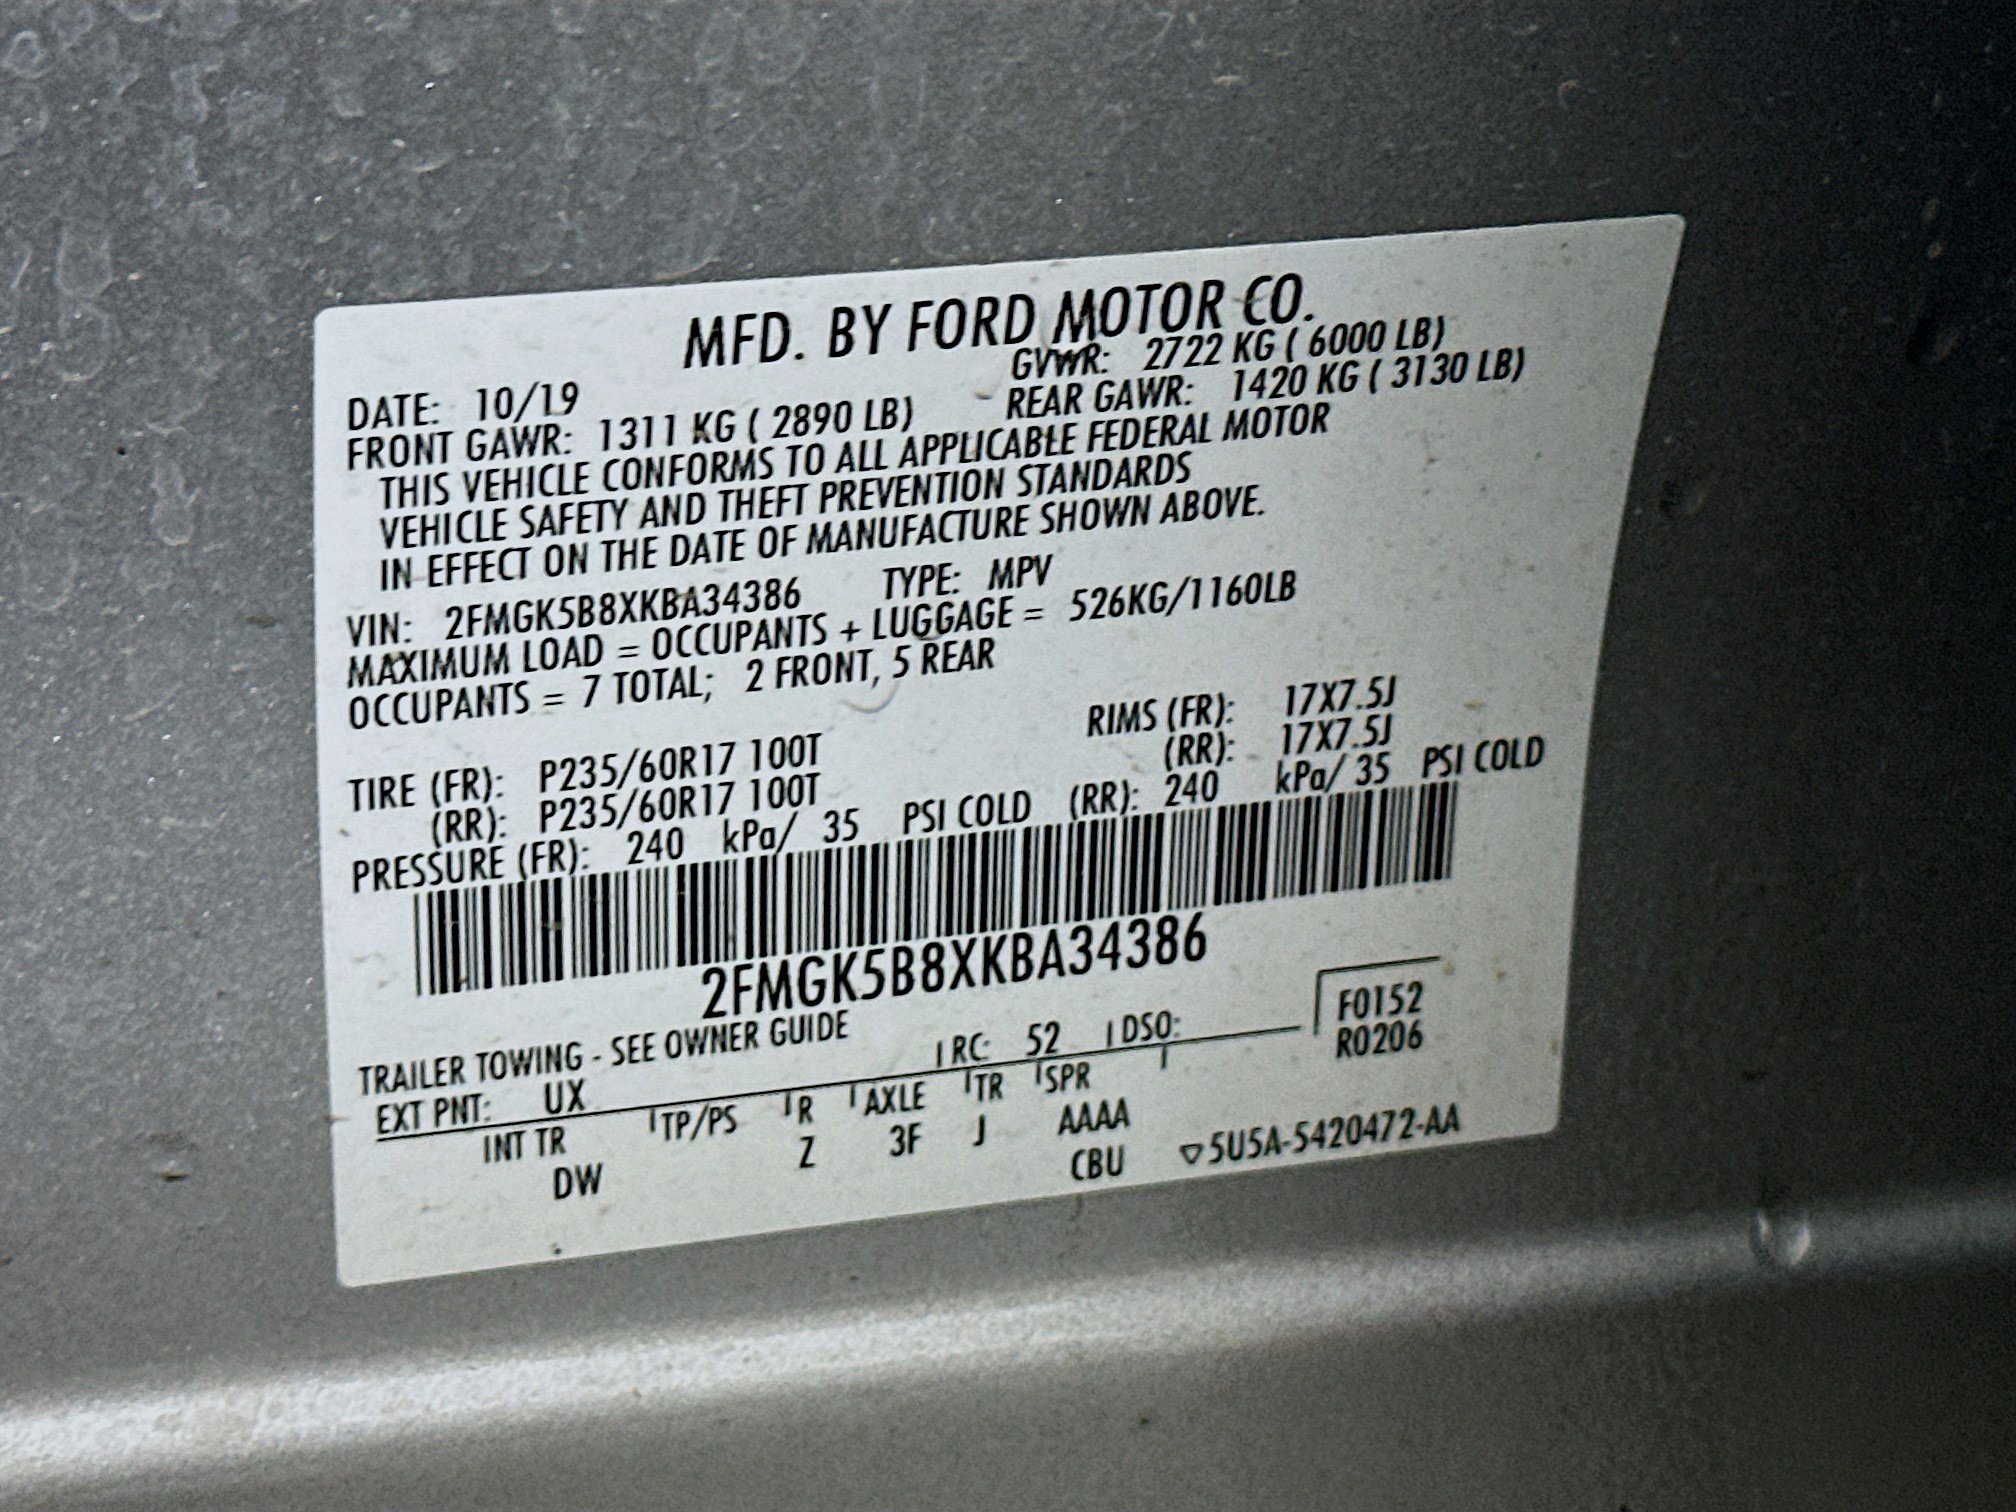 MFD. BY FORD MOTOR CO.
DATE: 10/19 GVWR: 2722 KG ( 6000 LB)
FRONT GAWR: 1311 KG ( 2890 LB) REAR GAWR: 1420 KG ( 3130 LB)
THIS VEHICLE CONFORMS TO ALL APPLICABLE FEDERAL MOTOR
VEHICLE SAFETY AND THEFT PREVENTION STANDARDS
IN EFFECT ON THE DATE OF MANUFACTURE SHOWN ABOVE.
VIN: 2FMGK5B8XKBA34386 TYPE: MPV
MAXIMUM LOAD = OCCUPANTS + LUGGAGE = 526KG/1160LB
OCCUPANTS = 7 TOTAL; 2 FRONT, 5 REAR
TIRE (FR): P235/60R17 100T RIMS (FR): 17X7.5J
(RR): P235/60R17 100T (RR): 17X7.5J
PRESSURE (FR): 240 kPa/ 35 PSI COLD (RR): 240 kPa/ 35 PSI COLD
2FMGK5B8XKBA34386
TRAILER TOWING - SEE OWNER GUIDE
EXT PNT: UX RC: 52 DSO: F0152
R0206
INT TR TP/PS R AXLE TR SPR
DW Z 3F J AAAA
CBU ▽5U5A-5420472-AA